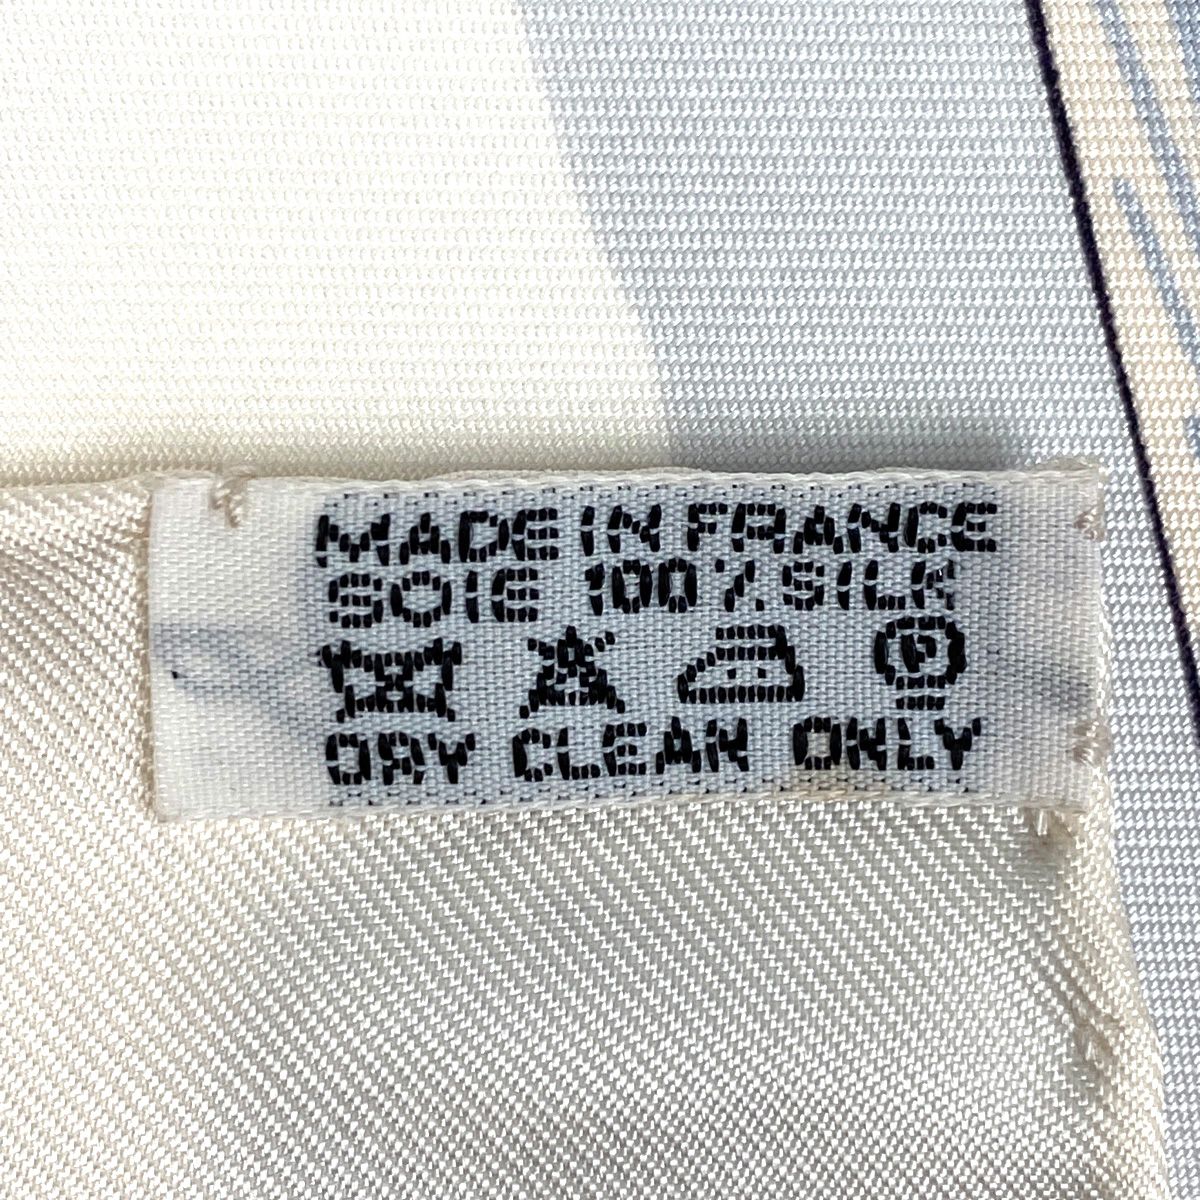 MADE IN FRANCE
SOIE 100% SILK
P
DRY CLEAN ONLY